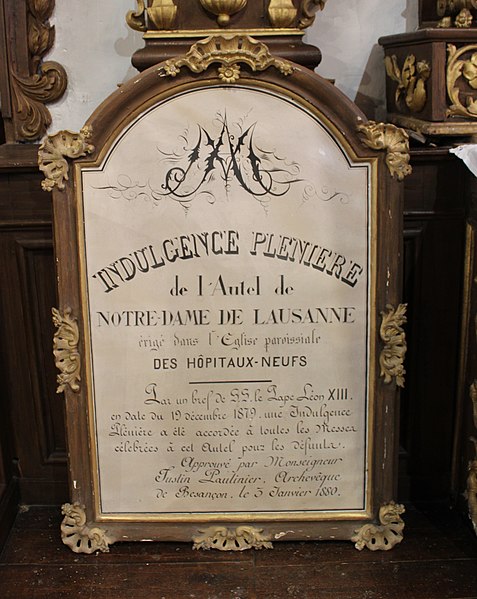 INDULGENCE PLENIERE
de l'Autel de
NOTRE-DAME DE LAUSANNE
érigé dans l'Eglise paroissiale
DES HÔPITAUX-NEUFS
Par un bref de SS. le Pape Léon XIII.
en date du 19 décembre 1879. une Indulgence
Plénière a été accordée à toutes les Messes
célébrées à cet Autel pour les défunts.
Approuvé par Monseigneur
Justin Paulinier, Archevêque
de Besançon, le 3 Janvier 1880.